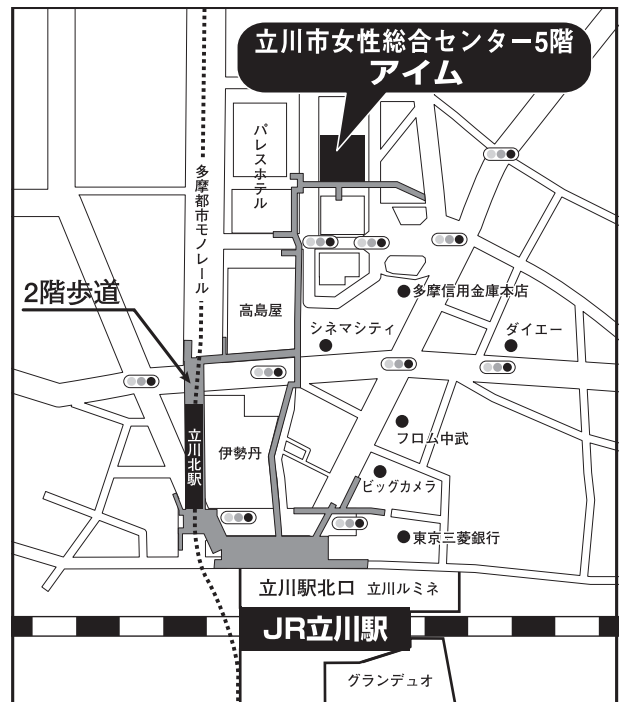 立川市女性総合センター5階
アイム
パレスホテル
多摩都市モノレール
2階歩道
高島屋
多摩信用金庫本店
シネマシティ
ダイエー
フロム中武
伊勢丹
立川北駅
ビッグカメラ
東京三菱銀行
立川駅北口 立川ルミネ
JR立川駅
グランデュオ